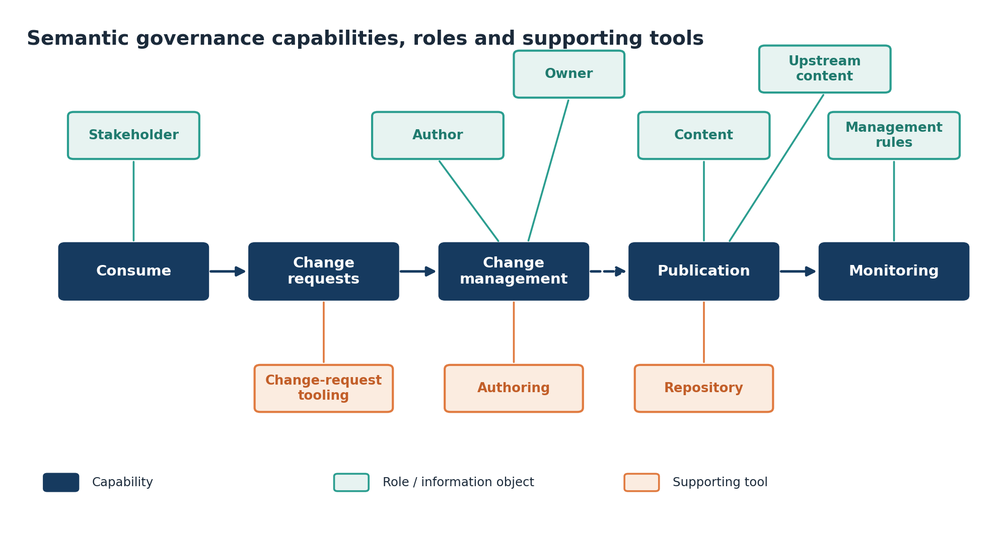 Semantic governance capabilities, roles and supporting tools
Owner
Upstream
content
Stakeholder
Author
Content
Management
rules
Consume
Change
requests
Change
management
Publication
Monitoring
Change-request
tooling
Authoring
Repository
Capability
Role / information object
Supporting tool